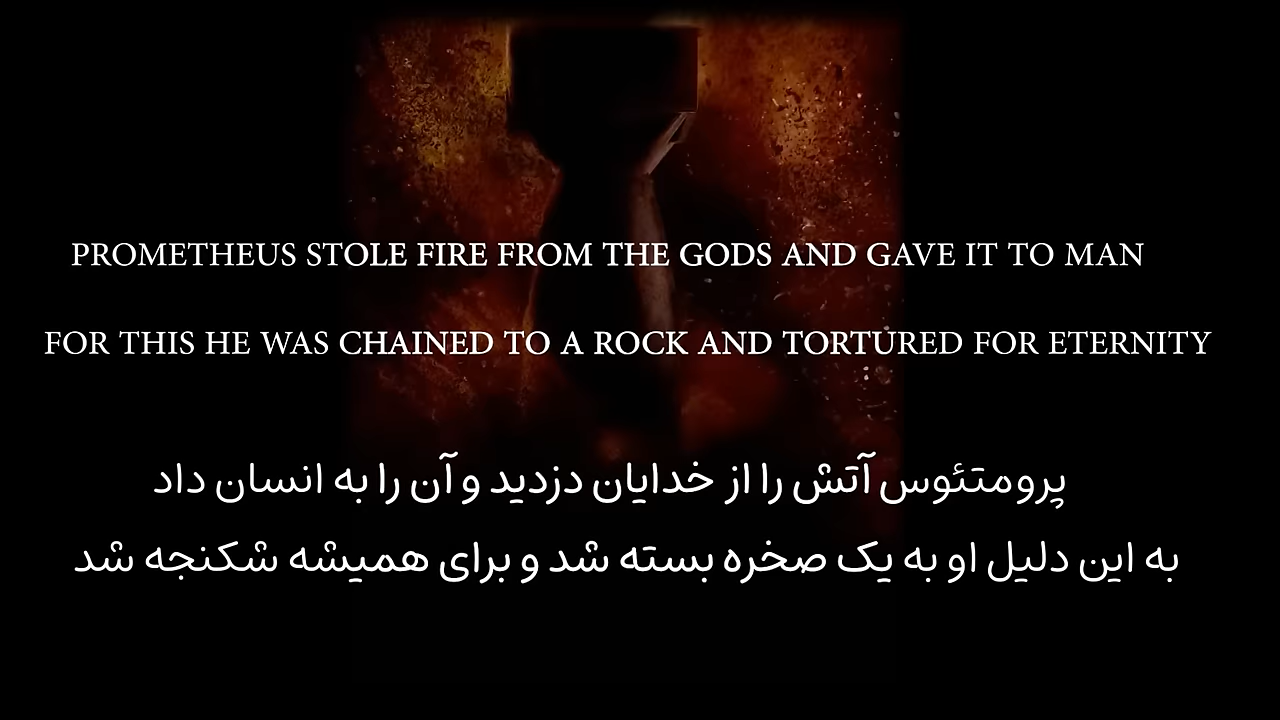 PROMETHEUS STOLE FIRE FROM THE GODS AND GAVE IT TO MAN
FOR THIS HE WAS CHAINED TO A ROCK AND TORTURED FOR ETERNITY
پرومتئوس آتش را از خدایان دزدید و آن را به انسان داد
به این دلیل او به یک صخره بسته شد و برای همیشه شکنجه شد